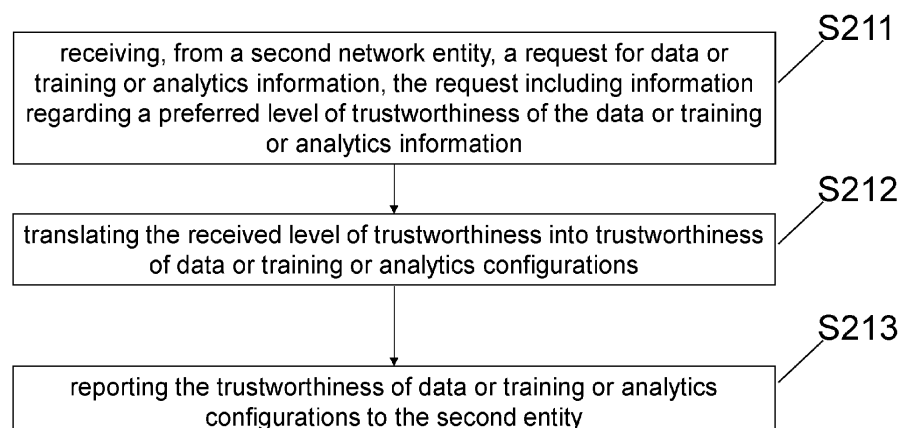 S211
receiving, from a second network entity, a request for data or
training or analytics information, the request including information
regarding a preferred level of trustworthiness of the data or training
or analytics information
S212
translating the received level of trustworthiness into trustworthiness
of data or training or analytics configurations
S213
reporting the trustworthiness of data or training or analytics
configurations to the second entity